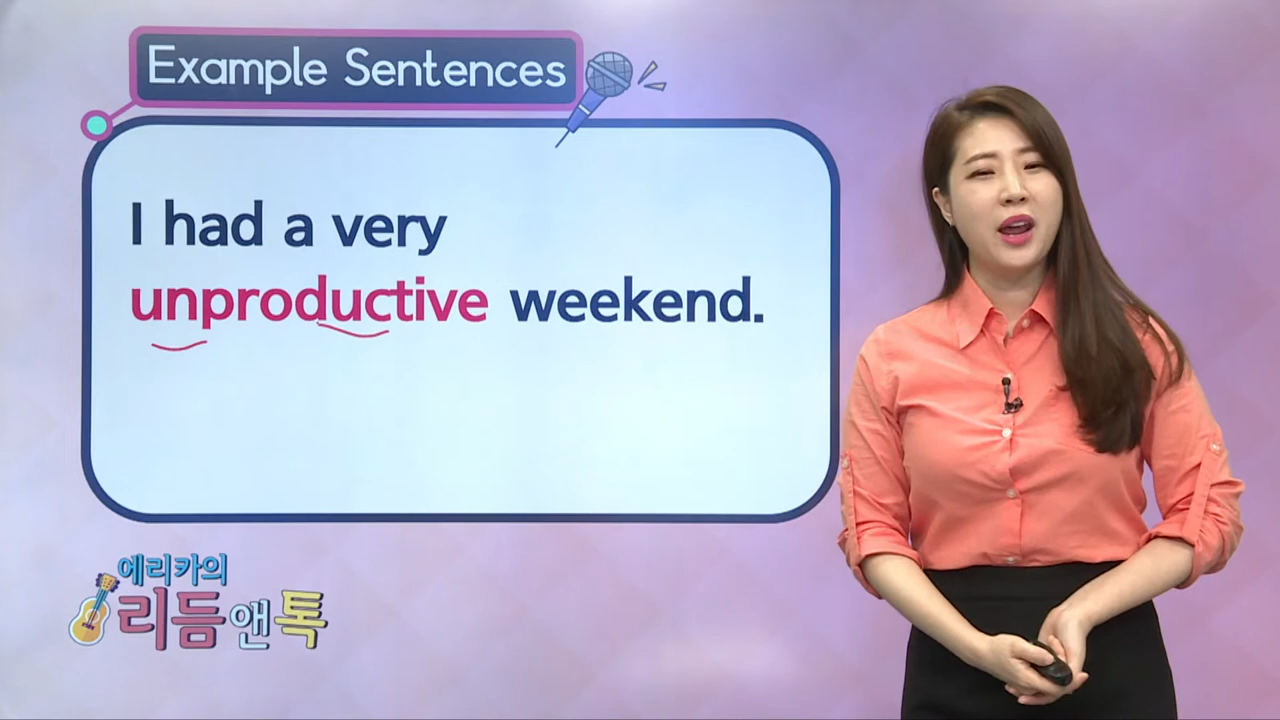 Example Sentences
I had a very
unproductive weekend.
에리카의
리듬앤톡